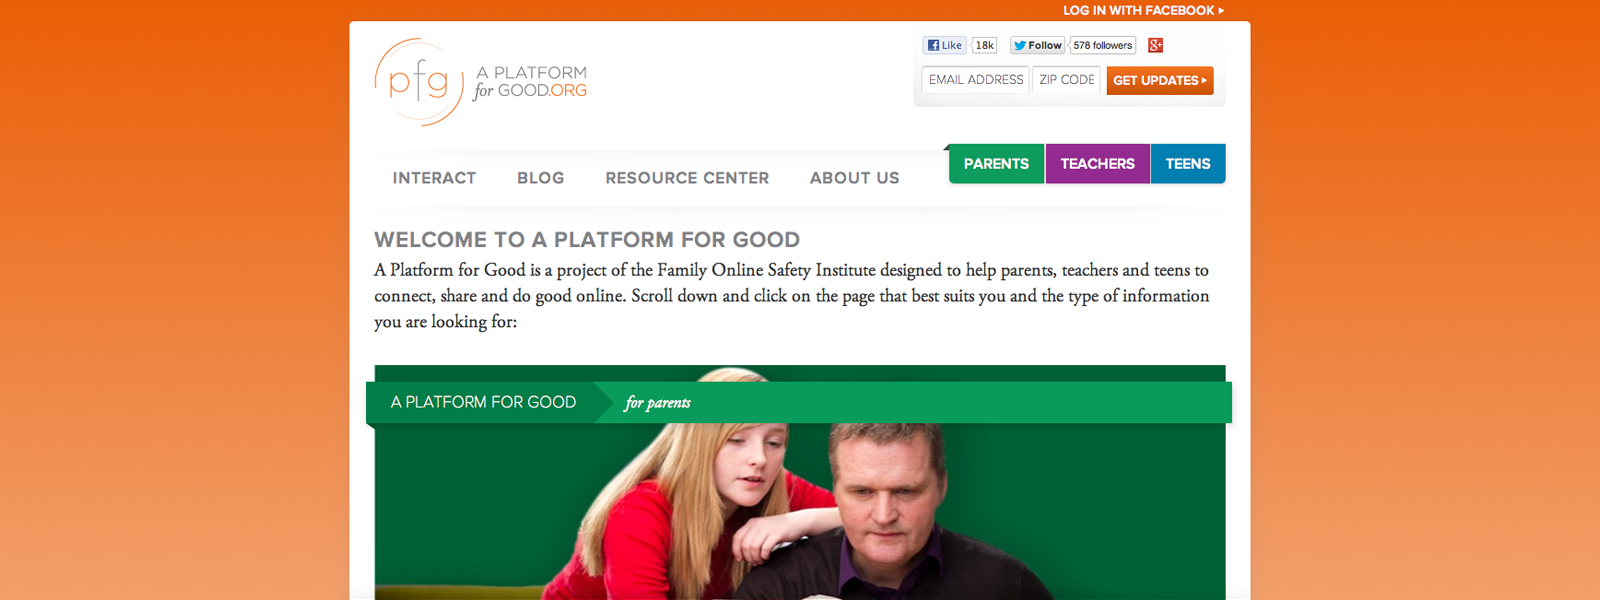 LOG IN WITH FACEBOOK
pfg
A PLATFORM
for GOOD.ORG
Like 18k Follow 578 followers g+
EMAIL ADDRESS ZIP CODE GET UPDATES
PARENTS TEACHERS TEENS
INTERACT BLOG RESOURCE CENTER ABOUT US
WELCOME TO A PLATFORM FOR GOOD
A Platform for Good is a project of the Family Online Safety Institute designed to help parents, teachers and teens to
connect, share and do good online. Scroll down and click on the page that best suits you and the type of information
you are looking for:
A PLATFORM FOR GOOD for parents